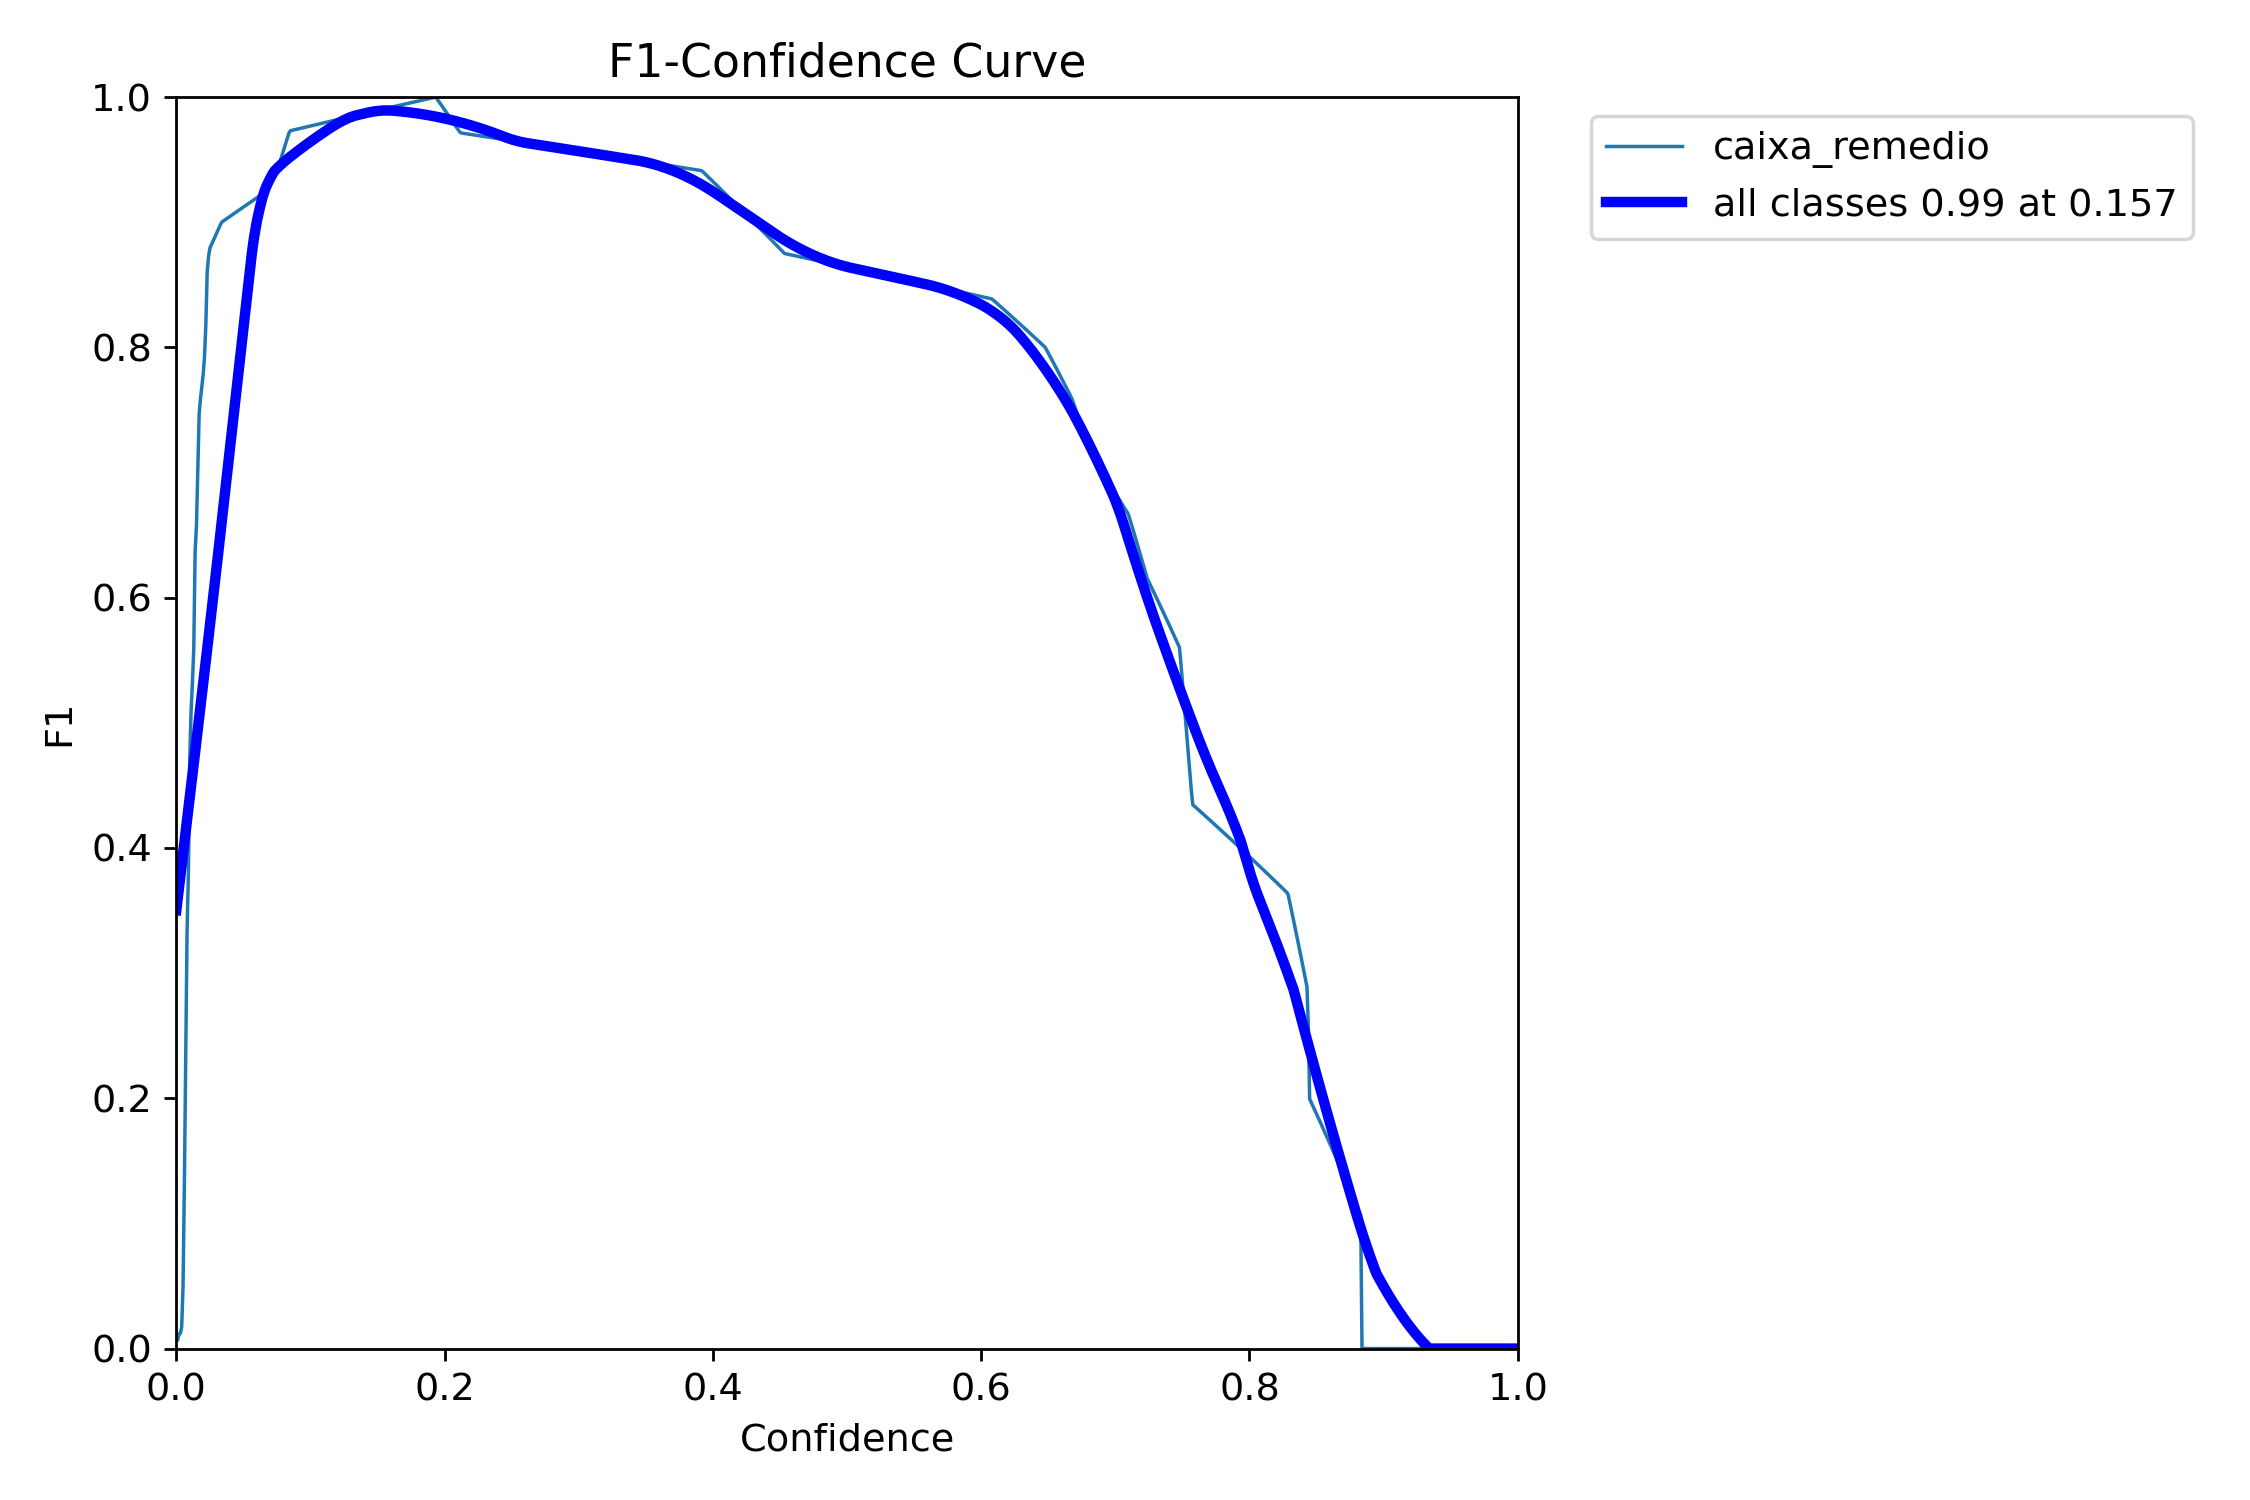 F1-Confidence Curve
1.0
0.8
0.6
0.4
0.2
0.0
F1
0.0 0.2 0.4 0.6 0.8 1.0
Confidence
caixa_remedio
all classes 0.99 at 0.157